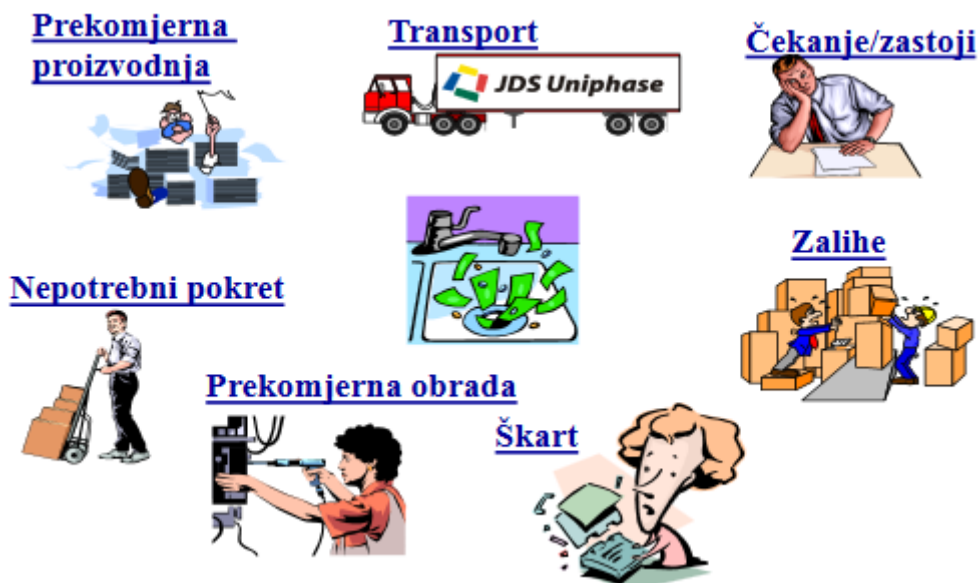 Prekomjerna
proizvodnja
Transport
JDS Uniphase
Čekanje/zastoji
Zalihe
Nepotrebni pokret
Prekomjerna obrada
Škart